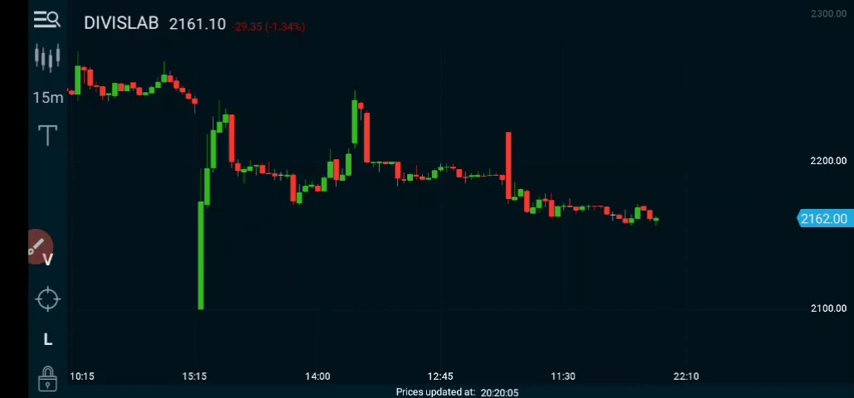 DIVISLAB 2161.10 -29.35 (-1.34%)
2300.00
15m
T
2200.00
2162.00
V
2100.00
L
10:15 15:15 14:00 12:45 11:30 22:10
Prices updated at: 20:20:05